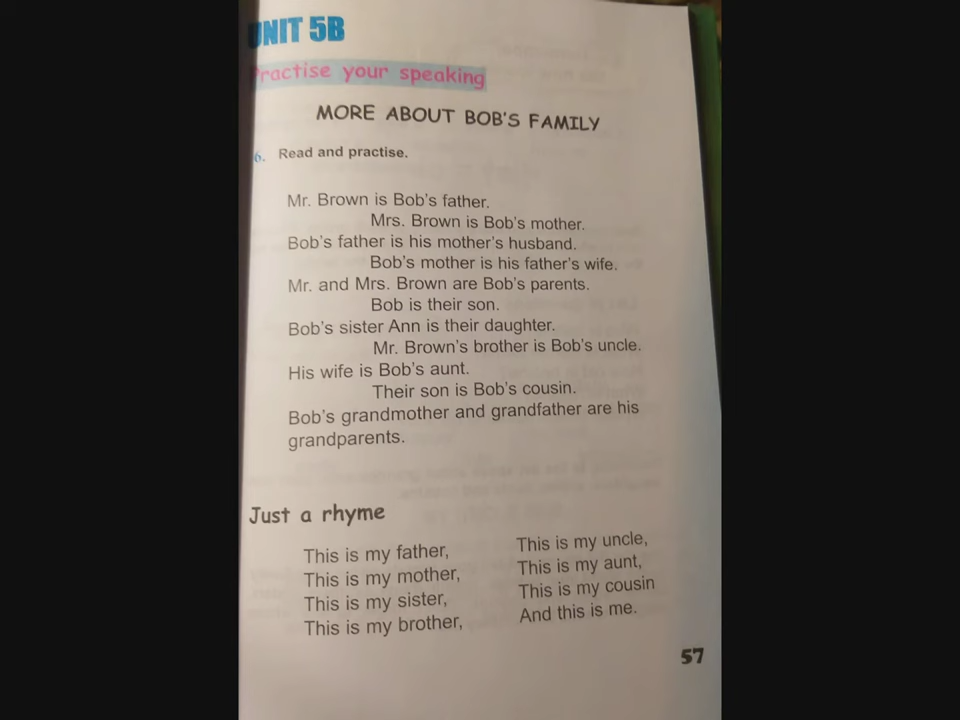 UNIT 5B
Practise your speaking
MORE ABOUT BOB'S FAMILY
6. Read and practise.
Mr. Brown is Bob's father.
Mrs. Brown is Bob's mother.
Bob's father is his mother's husband.
Bob's mother is his father's wife.
Mr. and Mrs. Brown are Bob's parents.
Bob is their son.
Bob's sister Ann is their daughter.
Mr. Brown's brother is Bob's uncle.
His wife is Bob's aunt.
Their son is Bob's cousin.
Bob's grandmother and grandfather are his
grandparents.
Just a rhyme
This is my father,
This is my mother,
This is my sister,
This is my brother,
This is my uncle,
This is my aunt,
This is my cousin
And this is me.
57